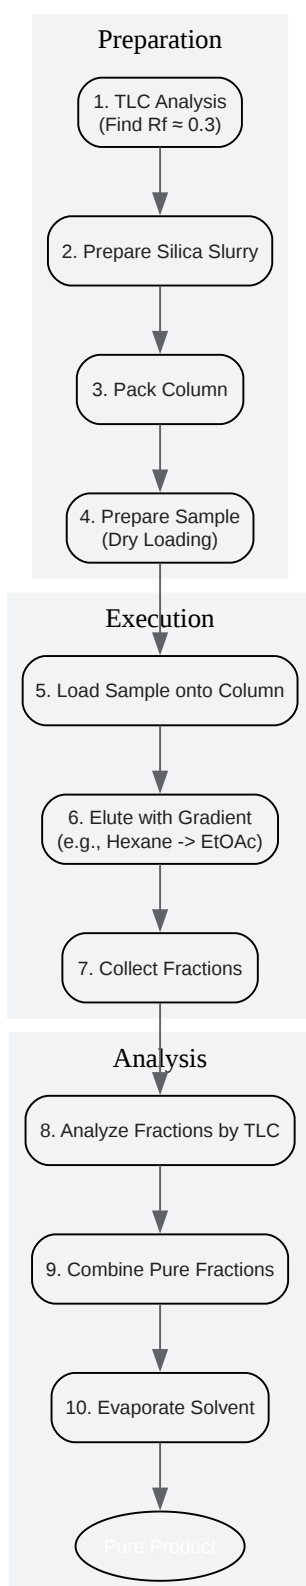 Preparation
1. TLC Analysis
(Find Rf ≈ 0.3)
2. Prepare Silica Slurry
3. Pack Column
4. Prepare Sample
(Dry Loading)
Execution
5. Load Sample onto Column
6. Elute with Gradient
(e.g., Hexane -> EtOAc)
7. Collect Fractions
Analysis
8. Analyze Fractions by TLC
9. Combine Pure Fractions
10. Evaporate Solvent
Pure Product